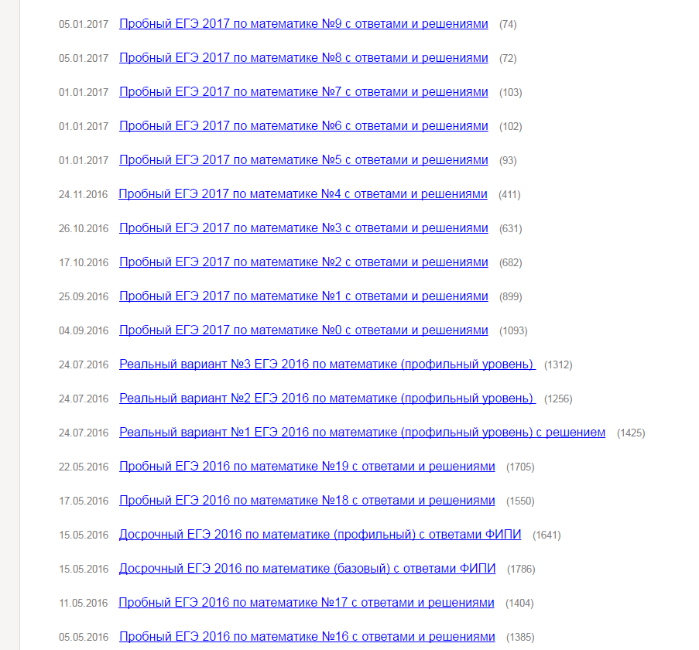 05.01.2017 Пробный ЕГЭ 2017 по математике №9 с ответами и решениями (74)
05.01.2017 Пробный ЕГЭ 2017 по математике №8 с ответами и решениями (72)
01.01.2017 Пробный ЕГЭ 2017 по математике №7 с ответами и решениями (103)
01.01.2017 Пробный ЕГЭ 2017 по математике №6 с ответами и решениями (102)
01.01.2017 Пробный ЕГЭ 2017 по математике №5 с ответами и решениями (93)
24.11.2016 Пробный ЕГЭ 2017 по математике №4 с ответами и решениями (411)
26.10.2016 Пробный ЕГЭ 2017 по математике №3 с ответами и решениями (631)
17.10.2016 Пробный ЕГЭ 2017 по математике №2 с ответами и решениями (682)
25.09.2016 Пробный ЕГЭ 2017 по математике №1 с ответами и решениями (899)
04.09.2016 Пробный ЕГЭ 2017 по математике №0 с ответами и решениями (1093)
24.07.2016 Реальный вариант №3 ЕГЭ 2016 по математике (профильный уровень) (1312)
24.07.2016 Реальный вариант №2 ЕГЭ 2016 по математике (профильный уровень) (1256)
24.07.2016 Реальный вариант №1 ЕГЭ 2016 по математике (профильный уровень) с решением (1425)
22.05.2016 Пробный ЕГЭ 2016 по математике №19 с ответами и решениями (1705)
17.05.2016 Пробный ЕГЭ 2016 по математике №18 с ответами и решениями (1550)
15.05.2016 Досрочный ЕГЭ 2016 по математике (профильный) с ответами ФИПИ (1641)
15.05.2016 Досрочный ЕГЭ 2016 по математике (базовый) с ответами ФИПИ (1786)
11.05.2016 Пробный ЕГЭ 2016 по математике №17 с ответами и решениями (1404)
05.05.2016 Пробный ЕГЭ 2016 по математике №16 с ответами и решениями (1385)